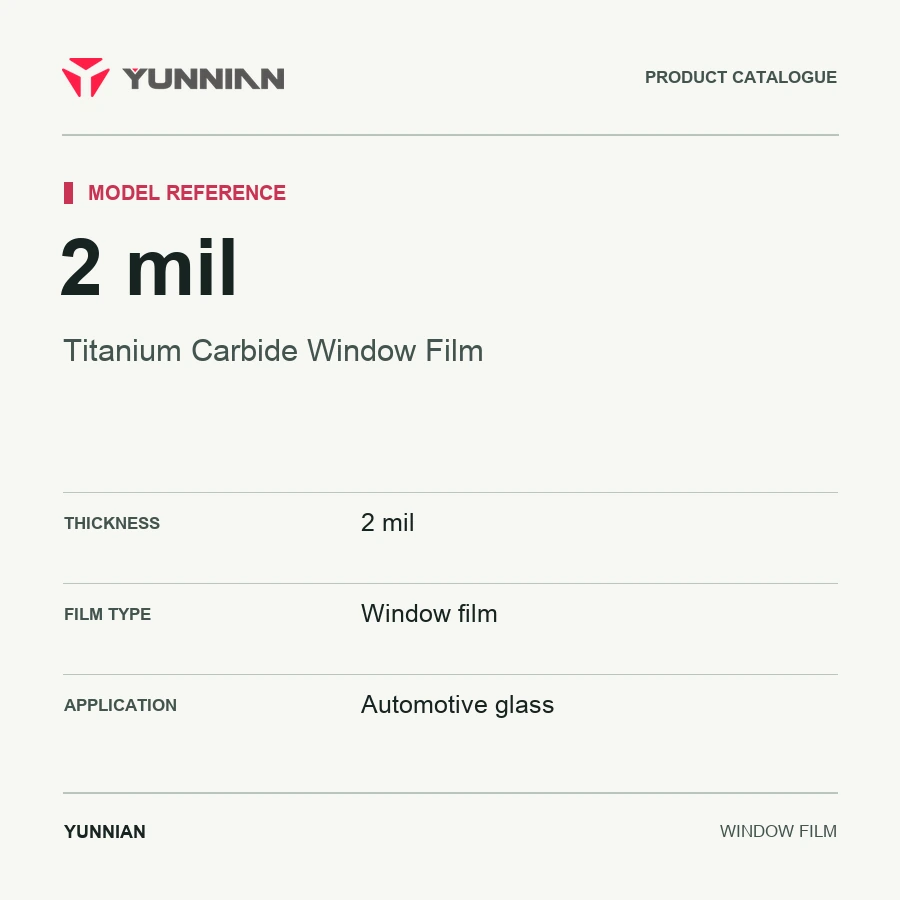 YUNNIAN
PRODUCT CATALOGUE
MODEL REFERENCE
2 mil
Titanium Carbide Window Film
THICKNESS 2 mil
FILM TYPE Window film
APPLICATION Automotive glass
YUNNIAN
WINDOW FILM